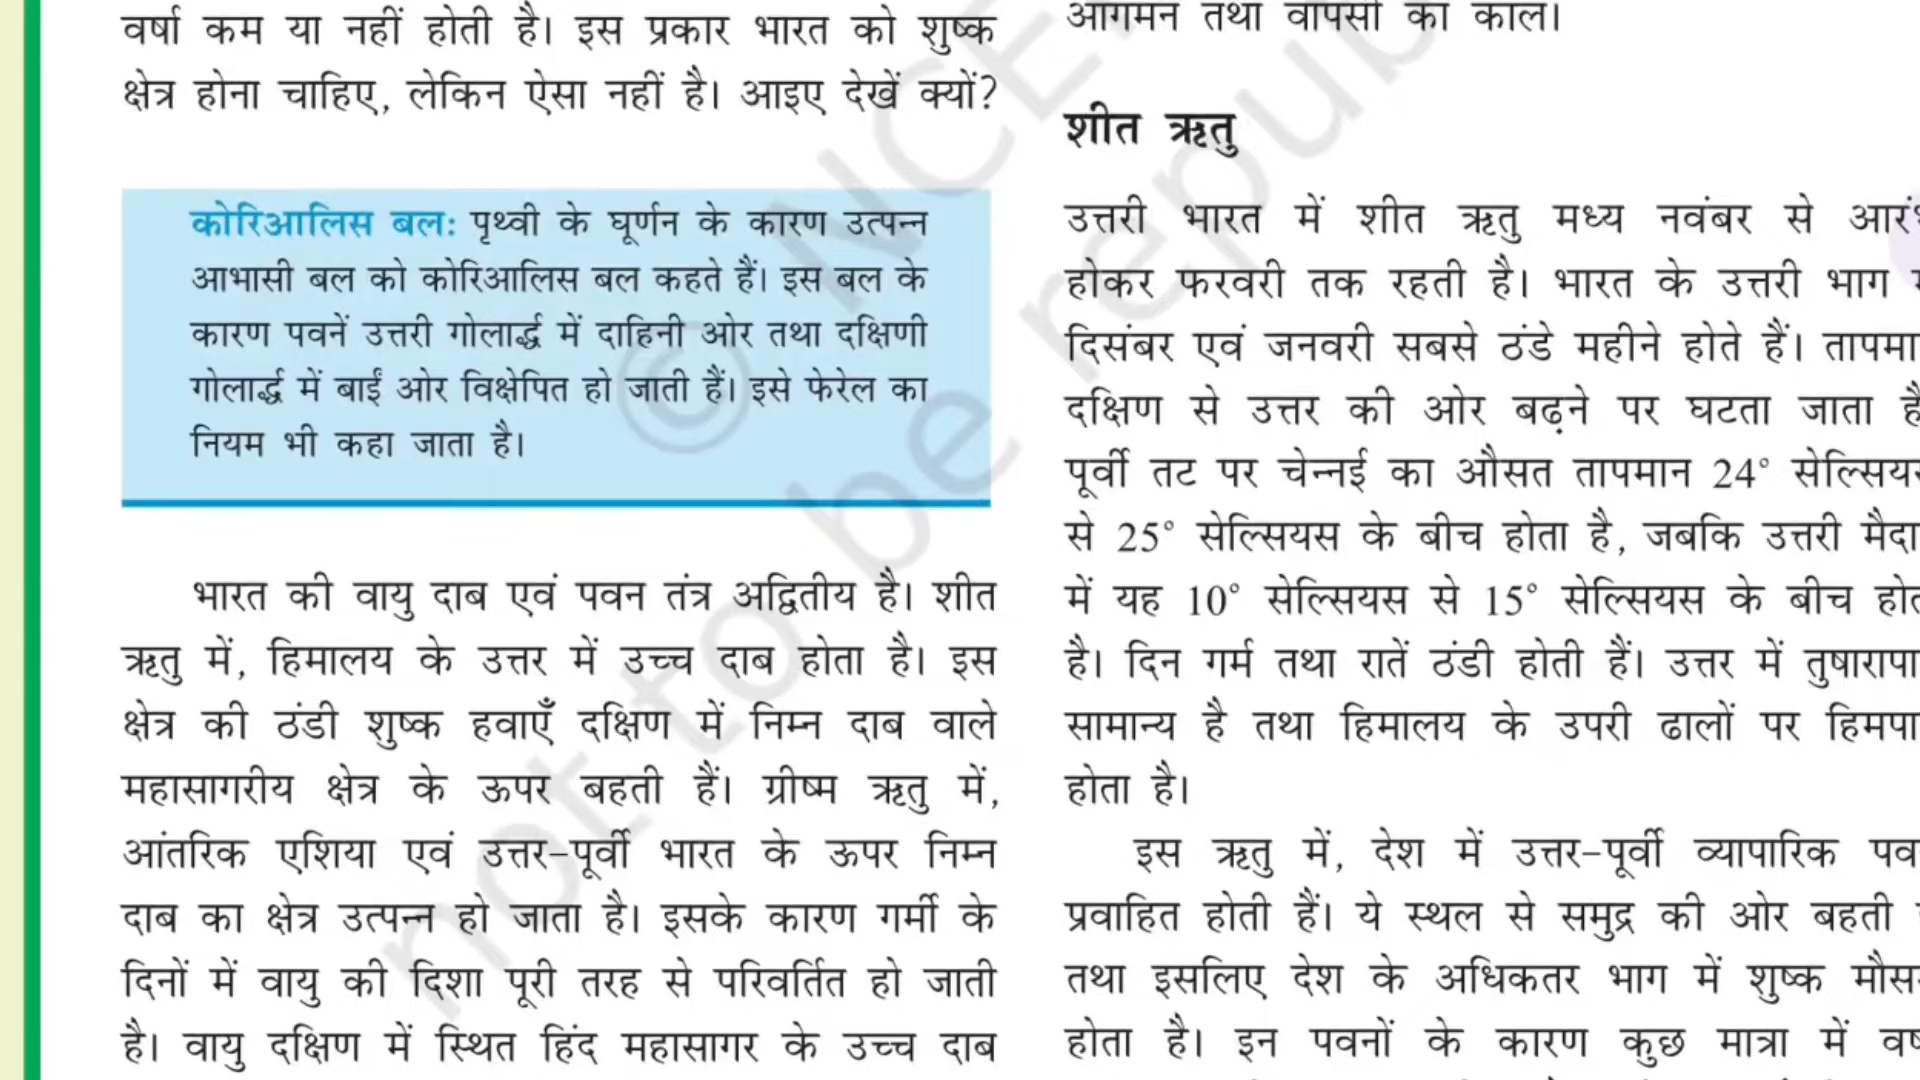 वर्षा कम या नहीं होती है। इस प्रकार भारत को शुष्क
क्षेत्र होना चाहिए, लेकिन ऐसा नहीं है। आइए देखें क्यों?
कोरिआलिस बलः पृथ्वी के घूर्णन के कारण उत्पन्न
आभासी बल को कोरिआलिस बल कहते हैं। इस बल के
कारण पवनें उत्तरी गोलार्द्ध में दाहिनी ओर तथा दक्षिणी
गोलार्द्ध में बाईं ओर विक्षेपित हो जाती हैं। इसे फेरेल का
नियम भी कहा जाता है।
भारत की वायु दाब एवं पवन तंत्र अद्वितीय है। शीत
ऋतु में, हिमालय के उत्तर में उच्च दाब होता है। इस
क्षेत्र की ठंडी शुष्क हवाएँ दक्षिण में निम्न दाब वाले
महासागरीय क्षेत्र के ऊपर बहती हैं। ग्रीष्म ऋतु में,
आंतरिक एशिया एवं उत्तर-पूर्वी भारत के ऊपर निम्न
दाब का क्षेत्र उत्पन्न हो जाता है। इसके कारण गर्मी के
दिनों में वायु की दिशा पूरी तरह से परिवर्तित हो जाती
है। वायु दक्षिण में स्थित हिंद महासागर के उच्च दाब
आगमन तथा वापसी का काल।
शीत ऋतु
उत्तरी भारत में शीत ऋतु मध्य नवंबर से
होकर फरवरी तक रहती है। भारत के उत्तरी भाग
दिसंबर एवं जनवरी सबसे ठंडे महीने होते हैं।
दक्षिण से उत्तर की ओर बढ़ने पर घटता जाता
पूर्वी तट पर चेन्नई का औसत तापमान 24°
से 25° सेल्सियस के बीच होता है, जबकि उत्तरी
में यह 10° सेल्सियस से 15° सेल्सियस के बीच
है। दिन गर्म तथा रातें ठंडी होती हैं। उत्तर में
सामान्य है तथा हिमालय के उपरी ढालों पर
होता है।
इस ऋतु में, देश में उत्तर-पूर्वी व्यापारिक
प्रवाहित होती हैं। ये स्थल से समुद्र की ओर बहती
तथा इसलिए देश के अधिकतर भाग में शुष्क
होता है। इन पवनों के कारण कुछ मात्रा में
not to be